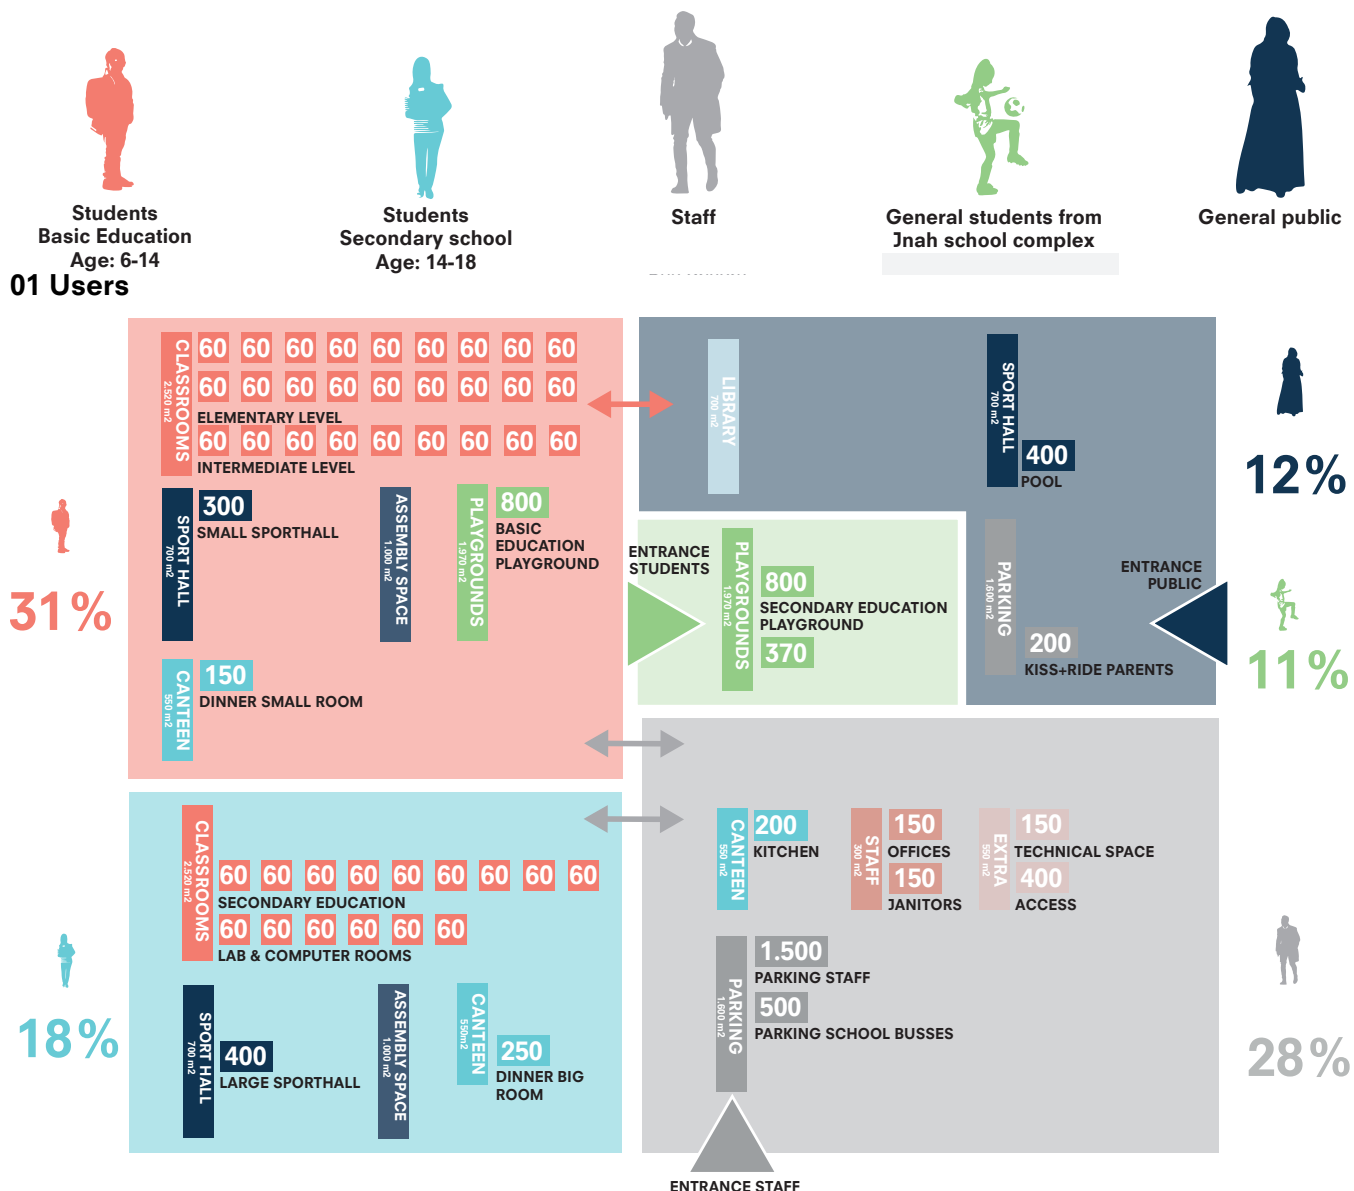 Students
Basic Education
Age: 6-14
Students
Secondary school
Age: 14-18
Staff
General students from
Jnah school complex
General public
01 Users
CLASSROOMS
2.520 m2
60 60 60 60 60 60 60 60 60
60 60 60 60 60 60 60 60 60
ELEMENTARY LEVEL
60 60 60 60 60 60 60 60 60
INTERMEDIATE LEVEL
SPORT HALL
700 m2
300
SMALL SPORTHALL
ASSEMBLY SPACE
1.000 m2
PLAYGROUNDS
1.970 m2
800
BASIC
EDUCATION
PLAYGROUND
CANTEEN
550 m2
150
DINNER SMALL ROOM
31%
LIBRARY
700 m2
SPORT HALL
700 m2
400
POOL
12%
ENTRANCE
STUDENTS
PLAYGROUNDS
1.970 m2
800
SECONDARY EDUCATION
PLAYGROUND
370
PARKING
1.600 m2
200
KISS+RIDE PARENTS
ENTRANCE
PUBLIC
11%
CLASSROOMS
2.520 m2
60 60 60 60 60 60 60 60 60
SECONDARY EDUCATION
60 60 60 60 60 60
LAB & COMPUTER ROOMS
SPORT HALL
700 m2
400
LARGE SPORTHALL
ASSEMBLY SPACE
1.000 m2
CANTEEN
550m2
250
DINNER BIG
ROOM
18%
CANTEEN
550 m2
200
KITCHEN
STAFF
300 m2
150
OFFICES
150
JANITORS
EXTRA
550 m2
150
TECHNICAL SPACE
400
ACCESS
PARKING
1.600 m2
1.500
PARKING STAFF
500
PARKING SCHOOL BUSSES
28%
ENTRANCE STAFF